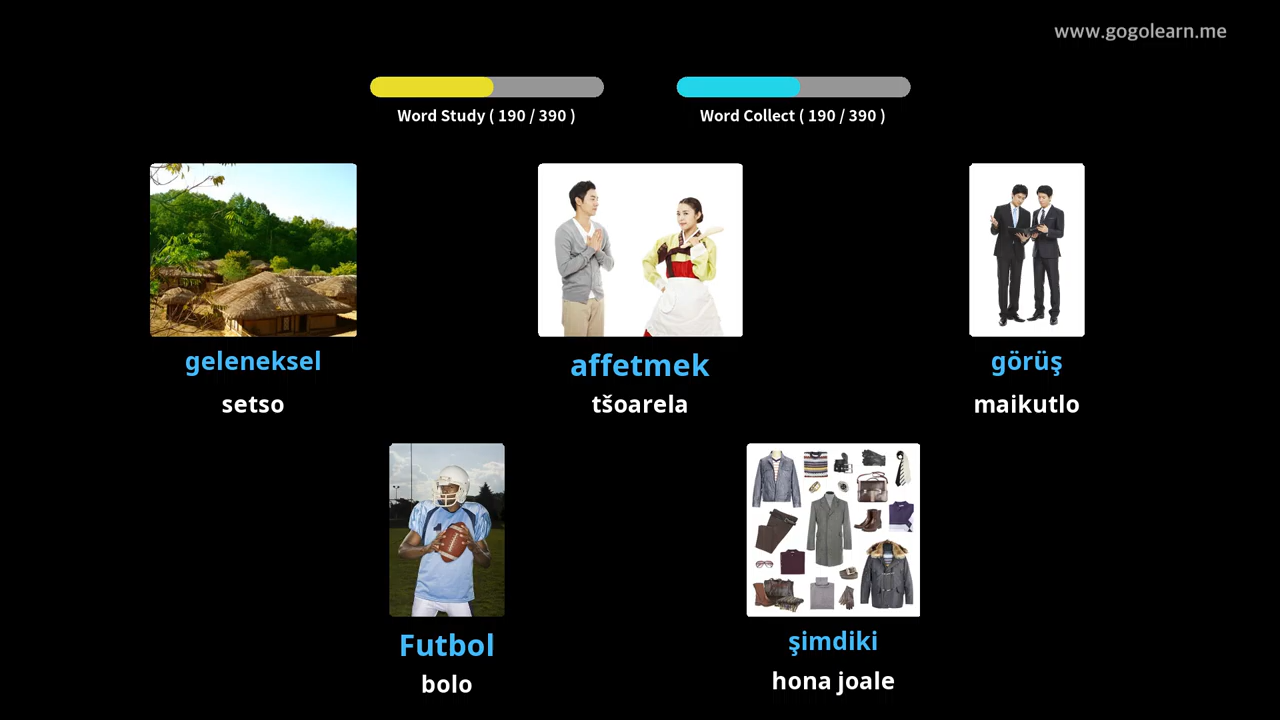 www.gogolearn.me
Word Study ( 190 / 390 )
Word Collect ( 190 / 390 )
geleneksel
affetmek
görüş
setso
tšoarela
maikutlo
Futbol
şimdiki
bolo
hona joale